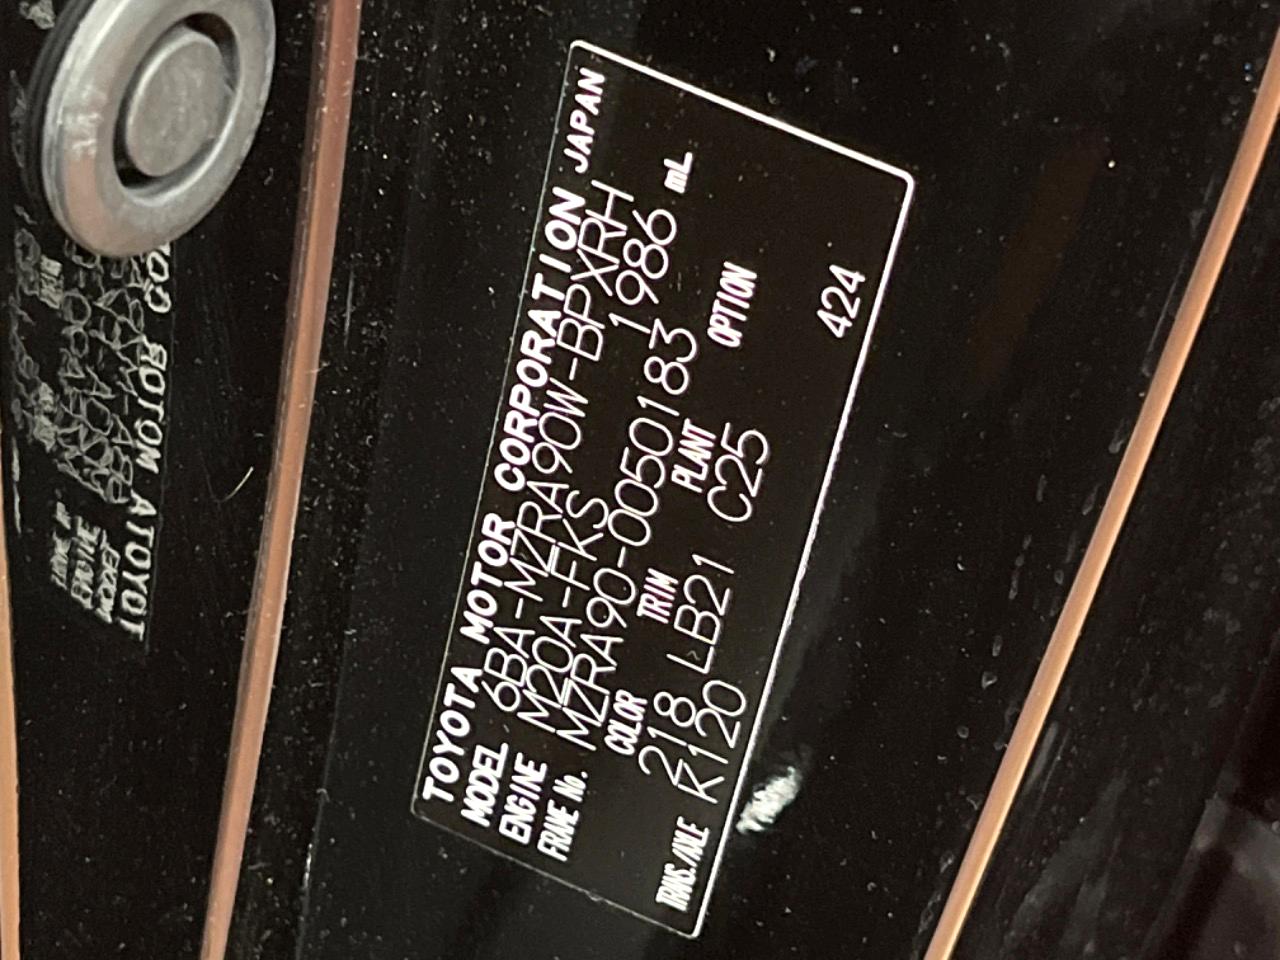 TOYOTA MOTOR CORPORATION JAPAN
MODEL 6BA-MZRA90W-BPXRH
ENGINE M20A-FKS 1986 mL
FRAME No. MZRA90-0050183
COLOR TRIM PLANT OPTION
218 LB21 C25
TRANS./AXLE K120 424